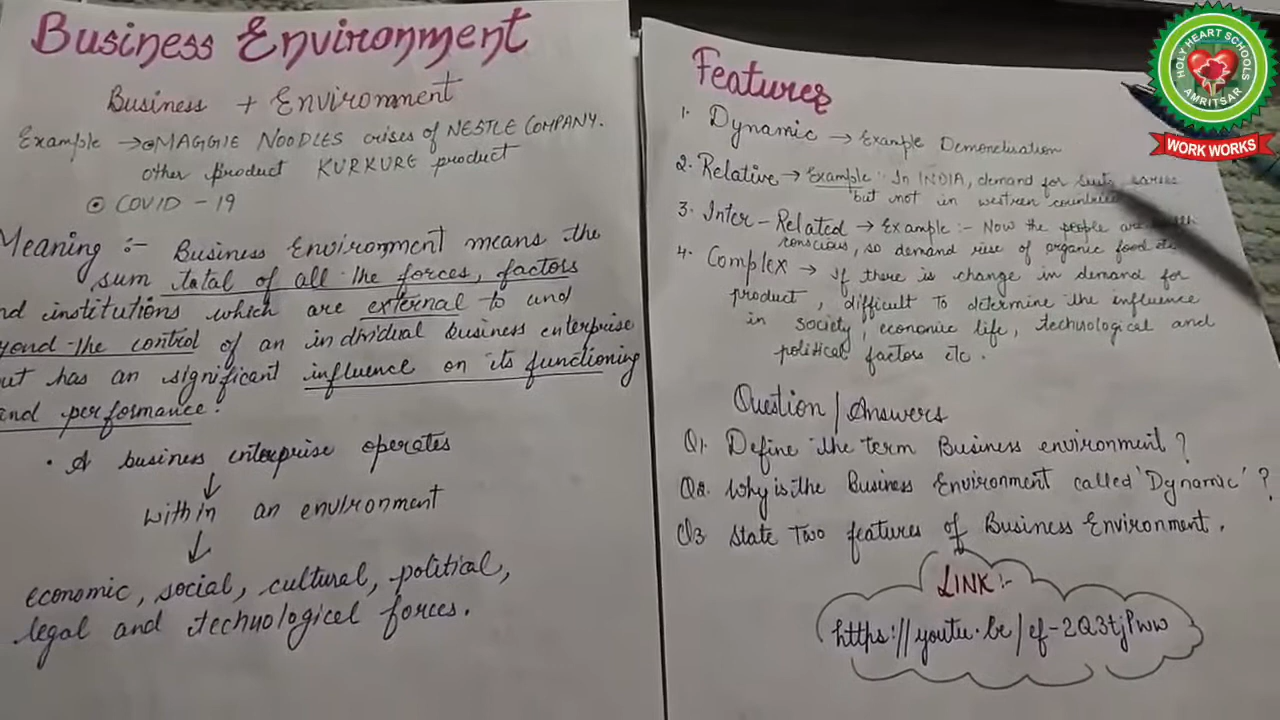 Business Environment
Business + Environment
Example → ⊙ MAGGIE NOODLES crises of NESTLE COMPANY.
other product KURKURE product
⊙ COVID - 19
Meaning :- Business Environment means the
sum total of all the forces, factors
nd institutions which are external to and
yond the control of an individual business enterprise
ut has an significant influence on its functioning
and performance.
• A business enterprise operates
↓
within an environment
↓
economic, social, cultural, political,
legal and technological forces.
Features
1. Dynamic → Example Demonetisation
2. Relative → Example :- In INDIA, demand for
but not in westren countries
3. Inter-Related → Example :- Now the people are
conscious, so demand rise of organic food etc
4. Complex → If there is change in demand for
product, difficult to determine the influence
in society, economic life, technological and
political factors etc.
Question/Answers
Q1. Define the term Business environment?
Q2. Why is the Business Environment called 'Dynamic'?
Q3. State Two features of Business Environment.
LINK :-
https://youtu.be/ef-2Q3tjPww
HOLY HEART SCHOOLS
AMRITSAR
WORK WORKS